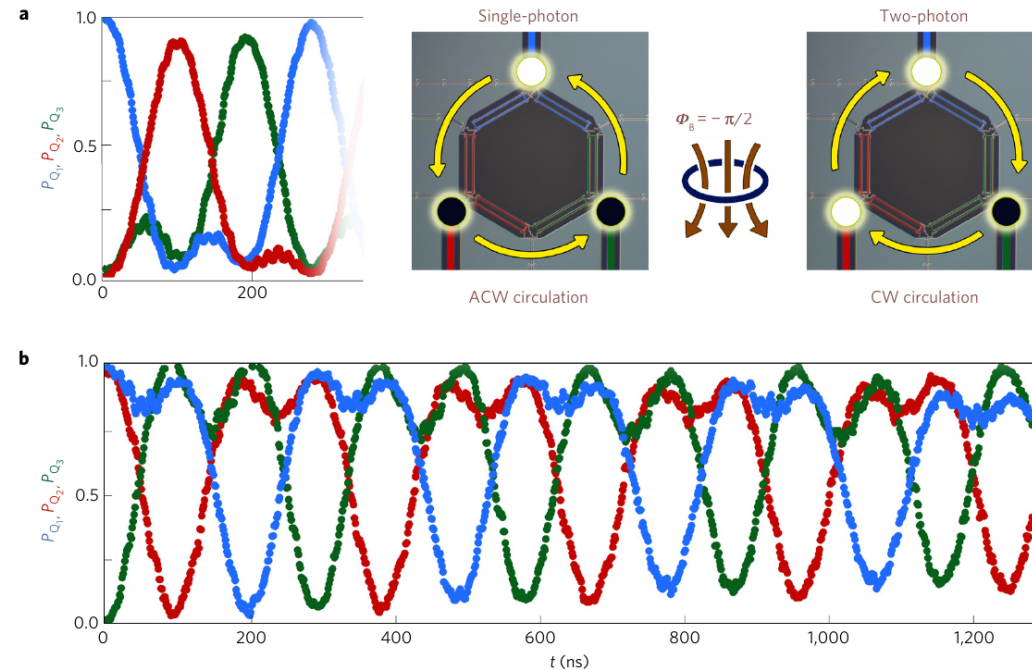 a
Single-photon
Two-photon
1.0
0.5
0.0
P_Q1, P_Q2, P_Q3
0
200
Φ_B = − π/2
ACW circulation
CW circulation
b
1.0
0.5
0.0
P_Q1, P_Q2, P_Q3
0
200
400
600
800
1,000
1,200
t (ns)